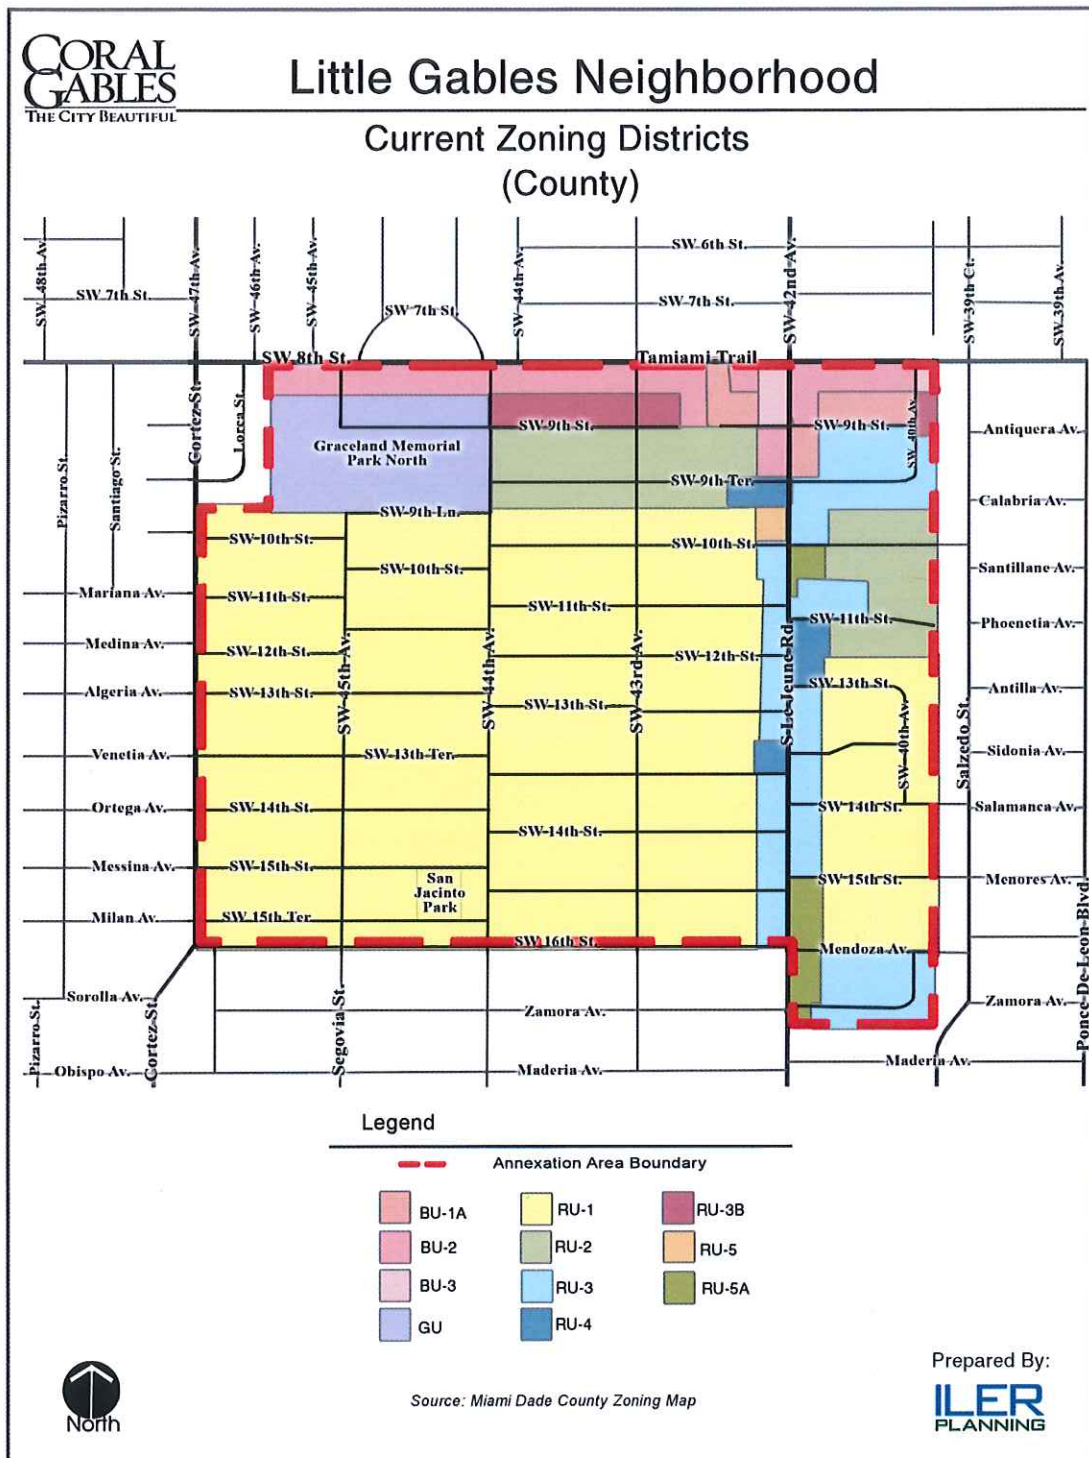 CORAL
GABLES
THE CITY BEAUTIFUL
Little Gables Neighborhood
Current Zoning Districts
(County)
SW 48th Av.
SW 47th Av.
SW 46th Av.
SW 45th Av.
SW 44th Av.
SW 42nd Av.
SW 39th Ct.
SW 39th Av.
SW 6th St.
SW 7th St.
SW 7th St.
SW 7th St.
SW 8th St.
Tamiami Trail
Pizarro St.
Santiago St.
Cortez St.
Lorca St.
Graceland Memorial
Park North
SW 9th St.
SW 9th St.
SW 40th Av.
Antiquera Av.
SW 9th Ter.
Calabria Av.
SW 9th Ln.
SW 10th St.
SW 10th St.
SW 10th St.
Santillane Av.
Mariana Av.
SW 11th St.
SW 11th St.
SW 11th St.
Phoenetia Av.
Medina Av.
SW 12th St.
SW 12th St.
SW 45th Av.
SW 44th Av.
SW 43rd Av.
S Le Jeune Rd.
Algeria Av.
SW 13th St.
SW 13th St.
SW 13th St.
Antilla Av.
SW 40th Av.
Salzedo St.
Venetia Av.
SW 13th Ter.
Sidonia Av.
Ortega Av.
SW 14th St.
SW 14th St.
SW 14th St.
Salamanca Av.
Messina Av.
SW 15th St.
San
Jacinto
Park
SW 15th St.
Menores Av.
Milan Av.
SW 15th Ter
SW 16th St.
Mendoza Av
Ponce De Leon Blvd.
Sorolla Av.
Pizarro St.
Cortez St.
Segovia St.
Zamora Av.
Zamora Av.
Obispo Av.
Maderia Av.
Maderia Av.
Legend
Annexation Area Boundary
BU-1A
RU-1
RU-3B
BU-2
RU-2
RU-5
BU-3
RU-3
RU-5A
GU
RU-4
North
Source: Miami Dade County Zoning Map
Prepared By:
ILER
PLANNING